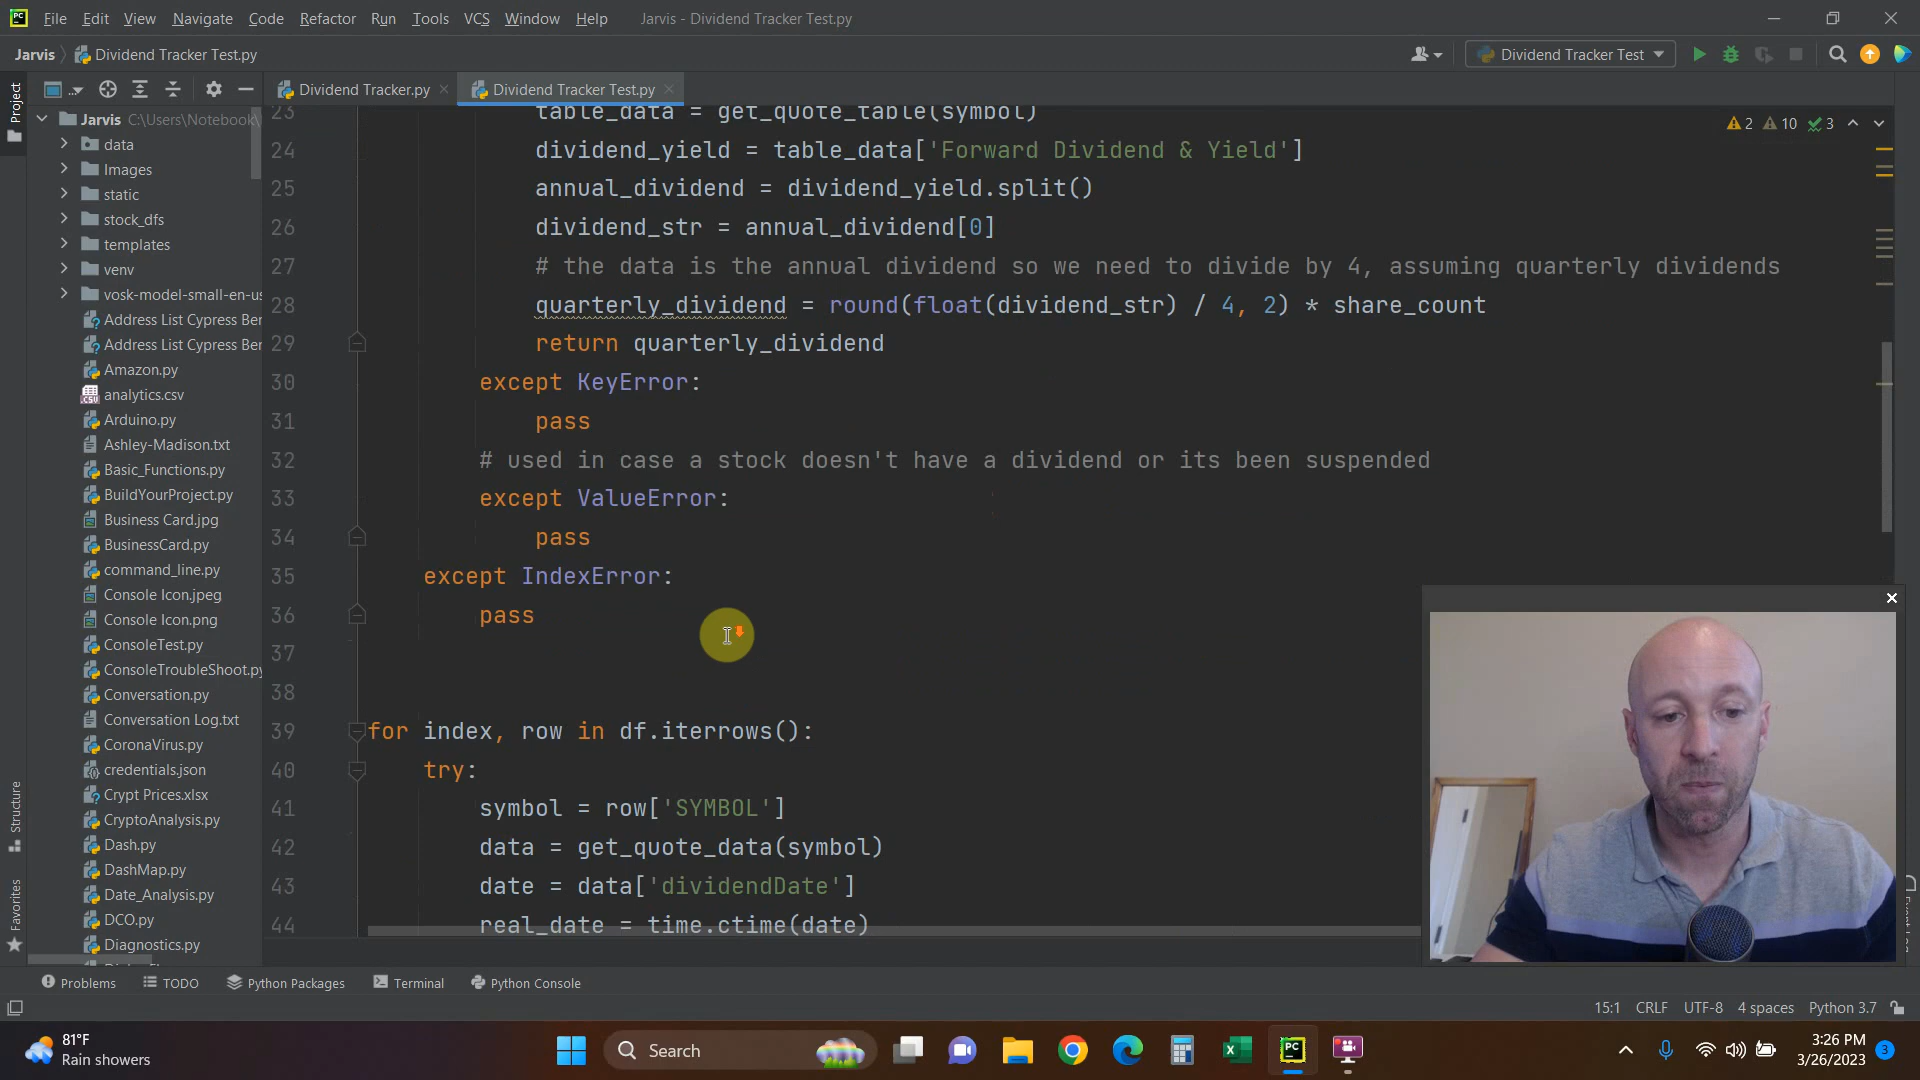 File Edit View Navigate Code Refactor Run Tools VCS Window Help Jarvis - Dividend Tracker Test.py
Jarvis Dividend Tracker Test.py Dividend Tracker Test
Project
Dividend Tracker.py Dividend Tracker Test.py
Jarvis C:\Users\Notebook\
data
Images
static
stock_dfs
templates
venv
vosk-model-small-en-us
Address List Cypress Ber
Address List Cypress Ber
Amazon.py
analytics.csv
Arduino.py
Ashley-Madison.txt
Basic_Functions.py
BuildYourProject.py
Business Card.jpg
BusinessCard.py
command_line.py
Console Icon.jpeg
Console Icon.png
ConsoleTest.py
ConsoleTroubleShoot.py
Conversation.py
Conversation Log.txt
CoronaVirus.py
credentials.json
Crypt Prices.xlsx
CryptoAnalysis.py
Dash.py
DashMap.py
Date_Analysis.py
DCO.py
Diagnostics.py
2 10 3
23 table_data = get_quote_table(symbol)
24 dividend_yield = table_data['Forward Dividend & Yield']
25 annual_dividend = dividend_yield.split()
26 dividend_str = annual_dividend[0]
27 # the data is the annual dividend so we need to divide by 4, assuming quarterly dividends
28 quarterly_dividend = round(float(dividend_str) / 4, 2) * share_count
29 return quarterly_dividend
30 except KeyError:
31 pass
32 # used in case a stock doesn't have a dividend or its been suspended
33 except ValueError:
34 pass
35 except IndexError:
36 pass
37
38
39 for index, row in df.iterrows():
40 try:
41 symbol = row['SYMBOL']
42 data = get_quote_data(symbol)
43 date = data['dividendDate']
44 real_date = time.ctime(date)
Structure
Favorites
Problems TODO Python Packages Terminal Python Console
15:1 CRLF UTF-8 4 spaces Python 3.7
81°F
Rain showers
Search
3:26 PM
3/26/2023
3